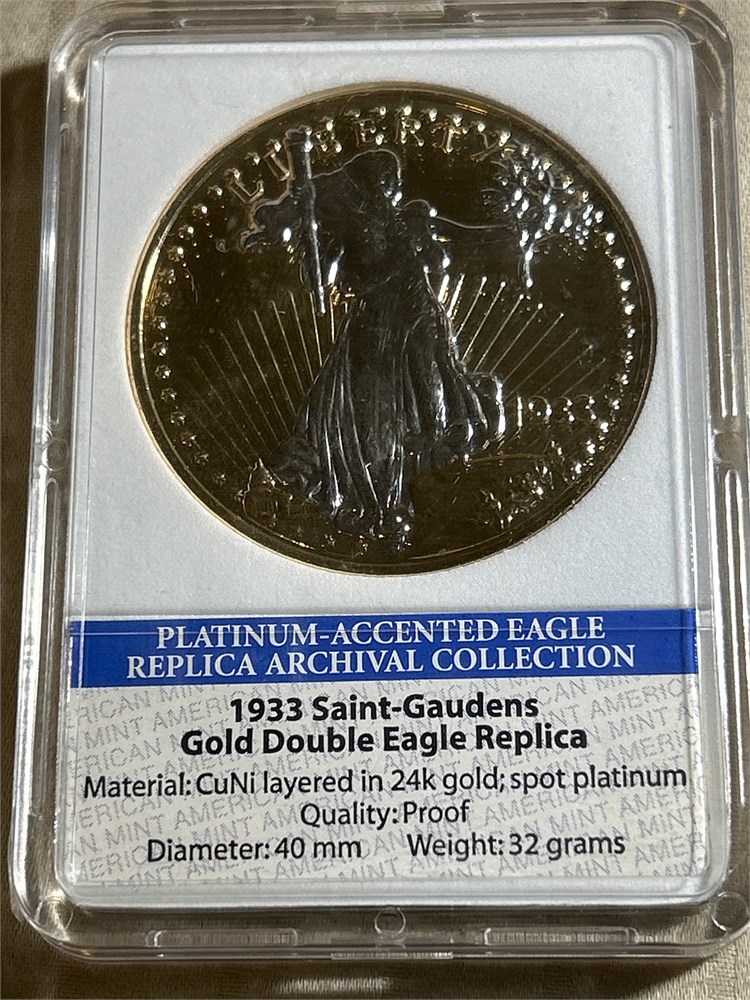 LIBERTY
1933
PLATINUM-ACCENTED EAGLE
REPLICA ARCHIVAL COLLECTION
1933 Saint-Gaudens
Gold Double Eagle Replica
Material: CuNi layered in 24k gold; spot platinum
Quality: Proof
Diameter: 40 mm Weight: 32 grams